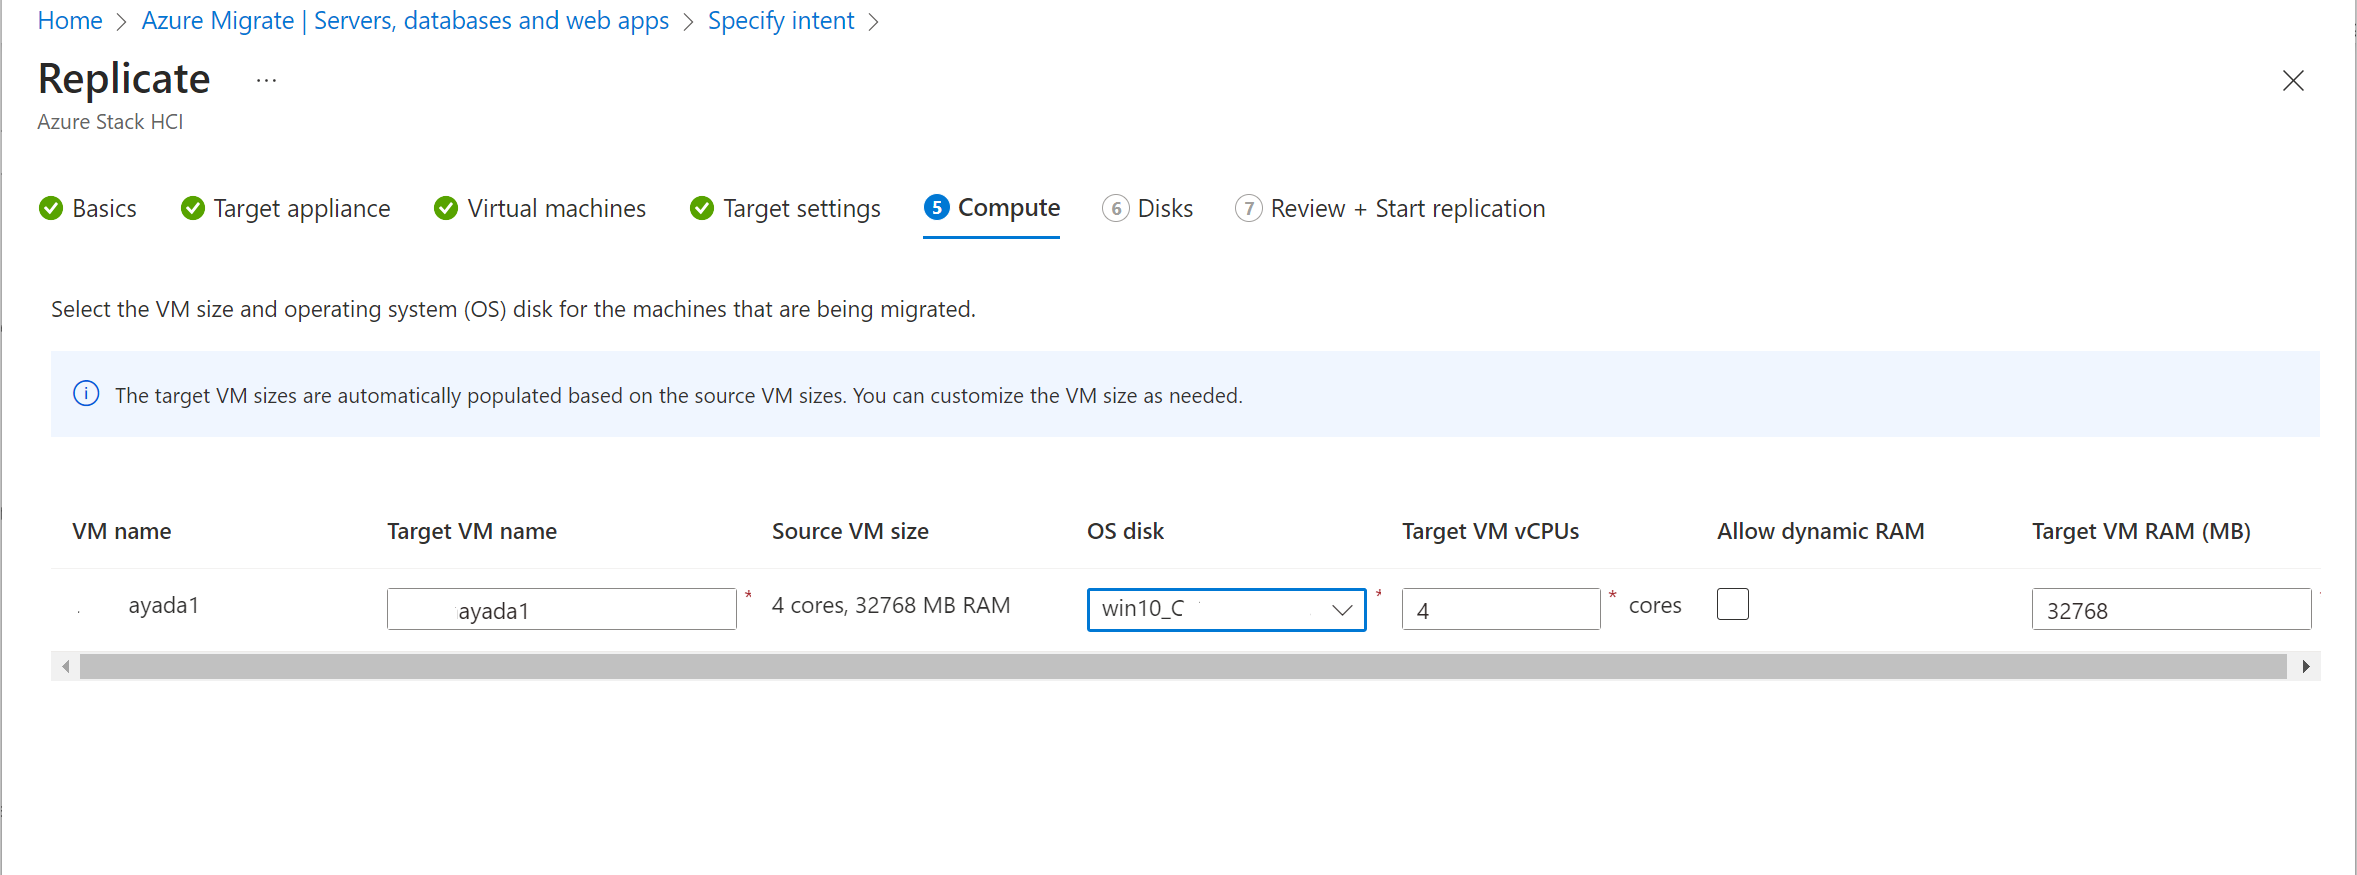 Home > Azure Migrate | Servers, databases and web apps > Specify intent >
Replicate ...
Azure Stack HCI
Basics Target appliance Virtual machines Target settings 5 Compute 6 Disks 7 Review + Start replication
Select the VM size and operating system (OS) disk for the machines that are being migrated.
The target VM sizes are automatically populated based on the source VM sizes. You can customize the VM size as needed.
VM name Target VM name Source VM size OS disk Target VM vCPUs Allow dynamic RAM Target VM RAM (MB)
ayada1 ayada1 * 4 cores, 32768 MB RAM win10_C * 4 * cores 32768